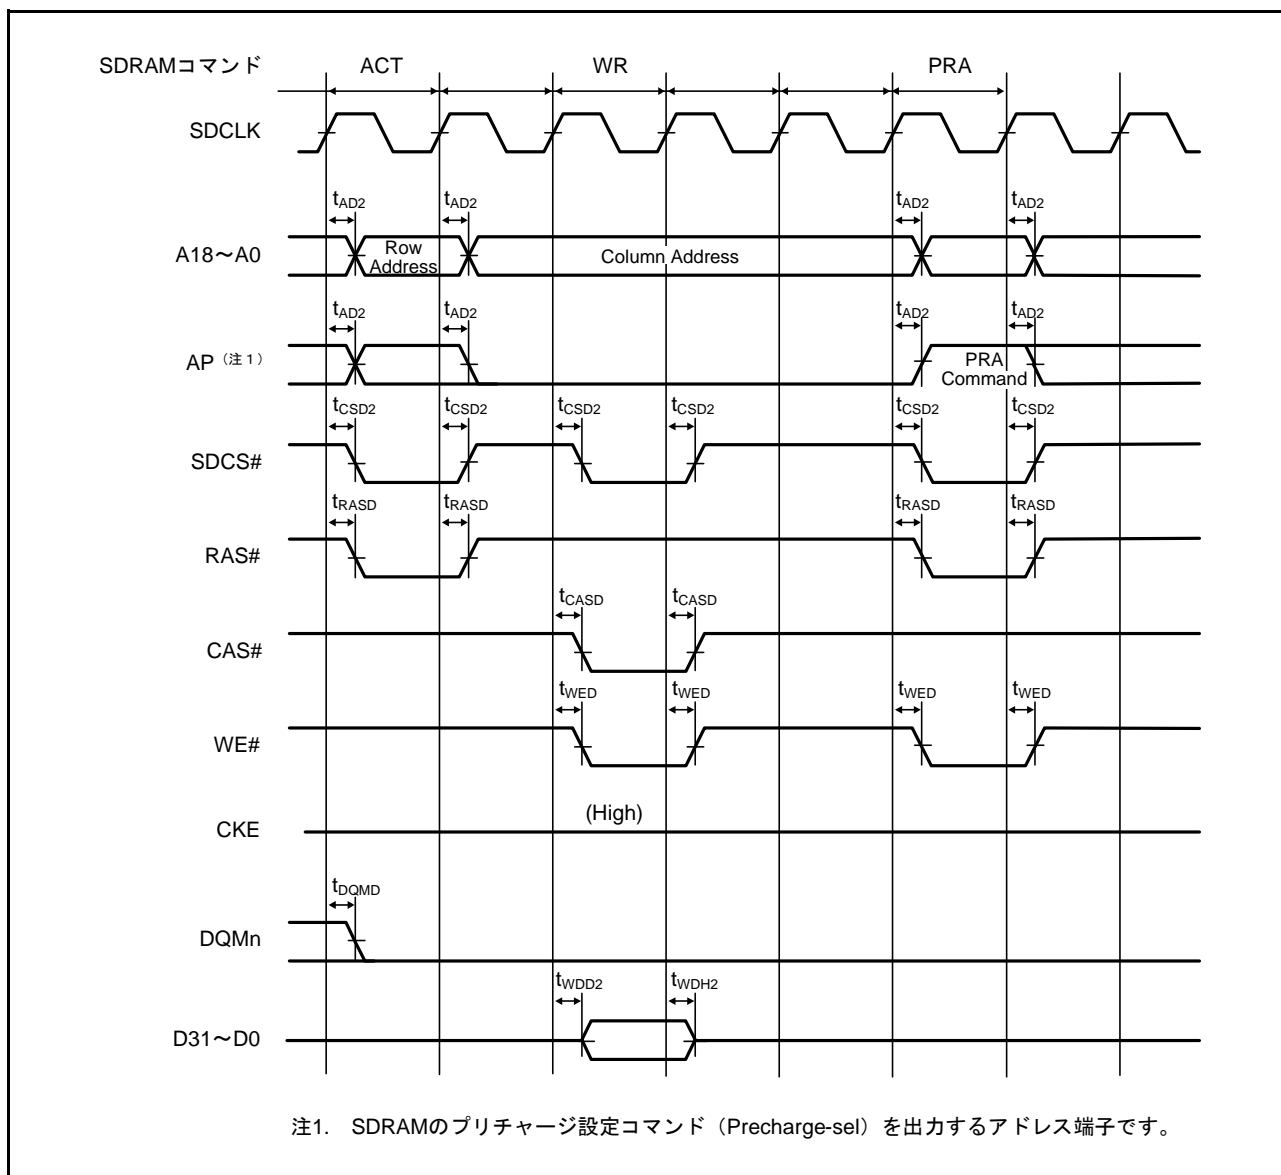 SDRAMコマンド ACT WR PRA
SDCLK
tAD2 tAD2 tAD2 tAD2
A18～A0 Row Address Column Address
tAD2 tAD2 tAD2 tAD2
AP（注1） PRA Command
tCSD2 tCSD2 tCSD2 tCSD2 tCSD2 tCSD2
SDCS#
tRASD tRASD tRASD tRASD
RAS#
tCASD tCASD
CAS#
tWED tWED tWED tWED
WE#
(High)
CKE
tDQMD
DQMn
tWDD2 tWDH2
D31～D0
注1. SDRAMのプリチャージ設定コマンド（Precharge-sel）を出力するアドレス端子です。